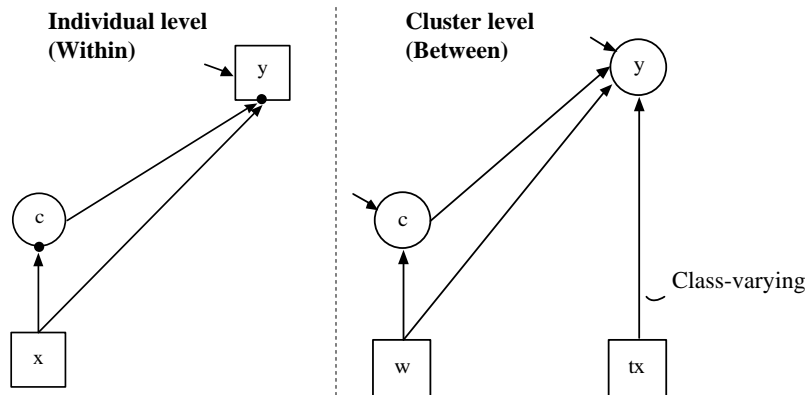 Individual level
(Within)
y
c
x
Cluster level
(Between)
y
c
Class-varying
w
tx